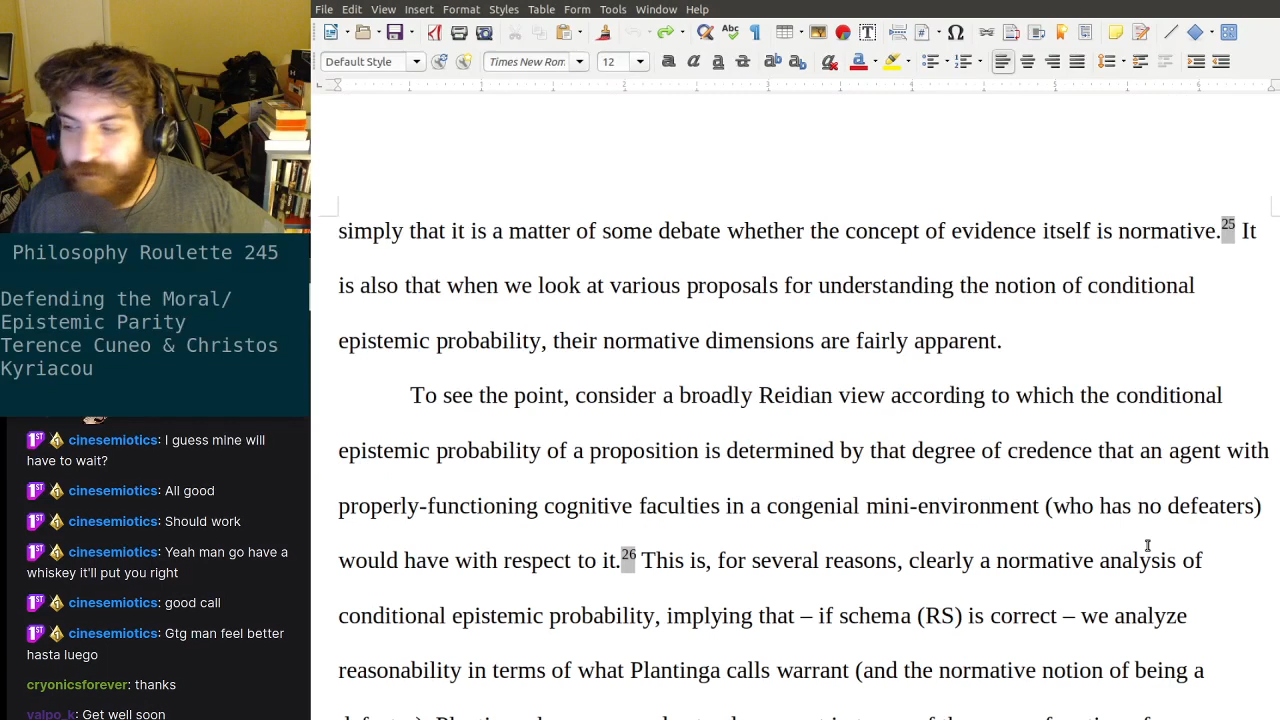 File Edit View Insert Format Styles Table Form Tools Window Help
Default Style
Times New Rom
12
simply that it is a matter of some debate whether the concept of evidence itself is normative.25 It
is also that when we look at various proposals for understanding the notion of conditional
epistemic probability, their normative dimensions are fairly apparent.
To see the point, consider a broadly Reidian view according to which the conditional
epistemic probability of a proposition is determined by that degree of credence that an agent with
properly-functioning cognitive faculties in a congenial mini-environment (who has no defeaters)
would have with respect to it.26 This is, for several reasons, clearly a normative analysis of
conditional epistemic probability, implying that – if schema (RS) is correct – we analyze
reasonability in terms of what Plantinga calls warrant (and the normative notion of being a
Philosophy Roulette 245
Defending the Moral/
Epistemic Parity
Terence Cuneo & Christos
Kyriacou
cinesemiotics: I guess mine will
have to wait?
cinesemiotics: All good
cinesemiotics: Should work
cinesemiotics: Yeah man go have a
whiskey it'll put you right
cinesemiotics: good call
cinesemiotics: Gtg man feel better
hasta luego
cryonicsforever: thanks
valpo_k: Get well soon